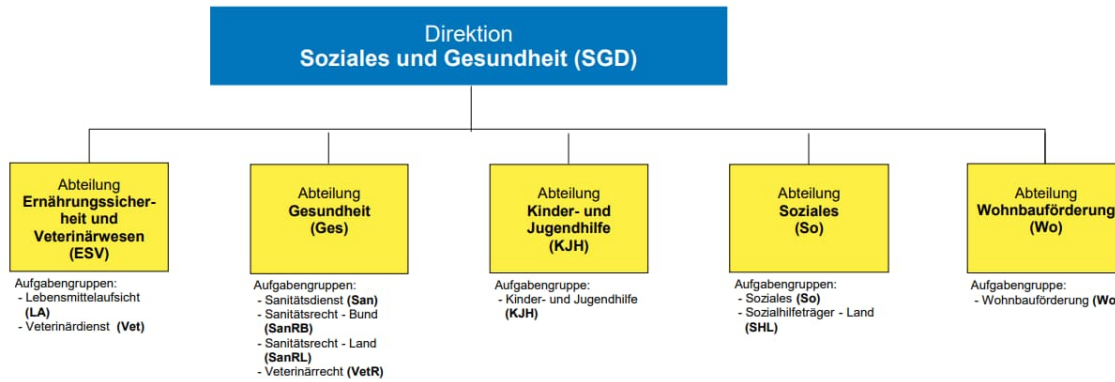 Direktion
Soziales und Gesundheit (SGD)
Abteilung
Ernährungssicher-
heit und
Veterinärwesen
(ESV)
Aufgabengruppen:
- Lebensmittelaufsicht
(LA)
- Veterinärdienst (Vet)
Abteilung
Gesundheit
(Ges)
Aufgabengruppen:
- Sanitätsdienst (San)
- Sanitätsrecht - Bund
(SanRB)
- Sanitätsrecht - Land
(SanRL)
- Veterinärrecht (VetR)
Abteilung
Kinder- und
Jugendhilfe
(KJH)
Aufgabengruppe:
- Kinder- und Jugendhilfe
(KJH)
Abteilung
Soziales
(So)
Aufgabengruppen:
- Soziales (So)
- Sozialhilfeträger - Land
(SHL)
Abteilung
Wohnbauförderung
(Wo)
Aufgabengruppe:
- Wohnbauförderung (Wo